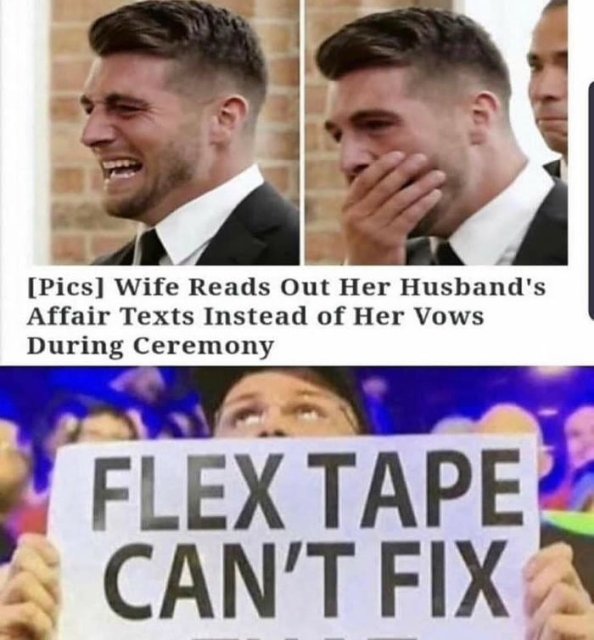 [Pics] Wife Reads Out Her Husband's
Affair Texts Instead of Her Vows
During Ceremony
FLEX TAPE
CAN'T FIX